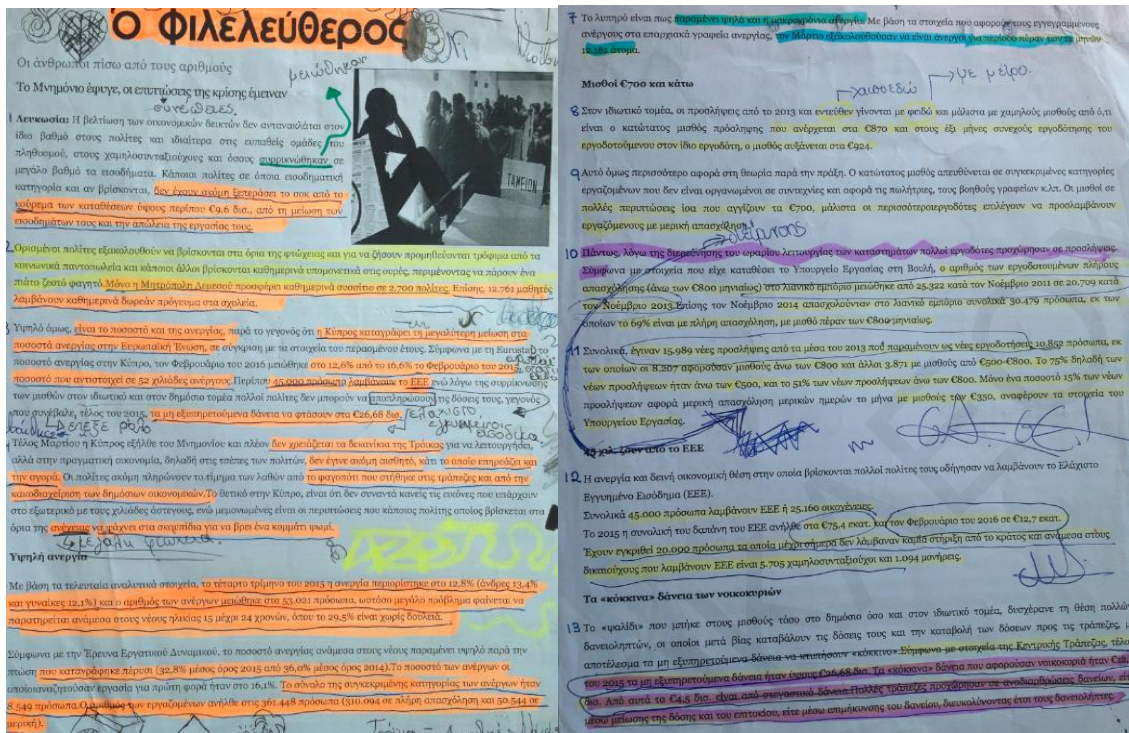 Ο ΦΙΛΕΛΕΥΘΕΡΟΣ
Οι άνθρωποι πίσω από τους αριθμούς
μειώθηκαν
Το Μνημόνιο έφυγε, οι επιπτώσεις της κρίσης έμειναν
συνέπειες
1 Λευκωσία: Η βελτίωση των οικονομικών δεικτών δεν αντανακλάται στον
ίδιο βαθμό στους πολίτες και ιδιαίτερα στις ευπαθείς ομάδες του
πληθυσμού, στους χαμηλοσυνταξιούχους και όσους συρρικνώθηκαν σε
μεγάλο βαθμό τα εισοδήματα. Κάποιοι πολίτες σε όποια εισοδηματική
κατηγορία και αν βρίσκονται, δεν έχουν ακόμη ξεπεράσει το σοκ από το
κούρεμα των καταθέσεων ύψους περίπου €9.6 δισ., από τη μείωση των
εισοδημάτων τους και την απώλεια της εργασίας τους.
ΤΑΜΕΙΟΝ
2 Ορισμένοι πολίτες εξακολουθούν να βρίσκονται στα όρια της φτώχειας και για να ζήσουν προμηθεύονται τρόφιμα από τα
κοινωνικά παντοπωλεία και κάποιοι άλλοι βρίσκονται καθημερινά υπομονετικά στις ουρές, περιμένοντας να πάρουν ένα
πιάτο ζεστό φαγητό.Μόνο η Μητρόπολη Λεμεσού προσφέρει καθημερινά συσσίτιο σε 2.700 πολίτες. Επίσης, 12.761 μαθητές
λαμβάνουν καθημερινά δωρεάν πρόγευμα στα σχολεία.
Υψηλό όμως, είναι το ποσοστό και της ανεργίας, παρά το γεγονός ότι η Κύπρος καταγράφει τη μεγαλύτερη μείωση στα
ποσοστά ανεργίας στην Ευρωπαϊκή Ένωση, σε σύγκριση με τα στοιχεία του περασμένου έτους. Σύμφωνα με τη Eurostat το
ποσοστό ανεργίας στην Κύπρο, τον Φεβρουάριο του 2016 μειώθηκε στο 12,6% από το 16,6% το Φεβρουάριο του 2015,
ποσοστό που αντιστοιχεί σε 52 χιλιάδες ανέργους. Περίπου 45.000 πρόσωπα λαμβάνουν το ΕΕΕ ενώ λόγω της συρρίκνωσης
των μισθών στον ιδιωτικό και στον δημόσιο τομέα πολλοί πολίτες δεν μπορούν να αποπληρώσουν τις δόσεις τους, γεγονός
που συνέβαλε, τέλος του 2015, τα μη εξυπηρετούμενα δάνεια να φτάσουν στα €26,68 δισ.
έπαιξε ρόλο
ελάχιστο
εγγυημένο
εισόδημα
Τέλος Μαρτίου η Κύπρος εξήλθε του Μνημονίου και πλέον δεν χρειάζεται τα δεκανίκια της Τρόικας για να λειτουργήσει,
αλλά στην πραγματική οικονομία, δηλαδή στις τσέπες των πολιτών, δεν έγινε ακόμη αισθητό, κάτι το οποίο επηρεάζει και
την αγορά. Οι πολίτες ακόμη πληρώνουν το τίμημα των λαθών από το φαγοπότι που στήθηκε στις τράπεζες και από την
κακοδιαχείριση των δημόσιων οικονομικών.Το θετικό στην Κύπρο, είναι ότι δεν συναντά κανείς τις εικόνες που υπάρχουν
στο εξωτερικό με τους χιλιάδες άστεγους, ενώ μεμονωμένες είναι οι περιπτώσεις που κάποιος πολίτης οποίος βρίσκεται στα
όρια της ανέχειας να ψάχνει στα σκουπίδια για να βρει ένα κομμάτι ψωμί.
μεγάλη φτώχεια
Υψηλή ανεργία
Με βάση τα τελευταία αναλυτικά στοιχεία, το τέταρτο τρίμηνο του 2015 η ανεργία περιορίστηκε στο 12,8% (άνδρες 13,4%
και γυναίκες 12,1%) και ο αριθμός των ανέργων μειώθηκε στα 53.021 πρόσωπα, ωστόσο μεγάλο πρόβλημα φαίνεται να
παρατηρείται ανάμεσα στους νέους ηλικίας 15 μέχρι 24 χρονών, όπου το 29.5% είναι χωρίς δουλειά.
Σύμφωνα με την Έρευνα Εργατικού Δυναμικού, το ποσοστό ανεργίας ανάμεσα στους νέους παραμένει υψηλό παρά την
πτώση που καταγράφηκε πέρυσι (32,8% μέσος όρος 2015 από 36,0% μέσος όρος 2014).Το ποσοστό των ανέργων οι
οποίοιαναζητούσαν εργασία για πρώτη φορά ήταν στο 16,1%. Το σύνολο της συγκεκριμένης κατηγορίας των ανέργων ήταν
8.549 πρόσωπα.Ο αριθμός των εργαζομένων ανήλθε στις 361.448 πρόσωπα (310.094 σε πλήρη απασχόληση και 50.544 σε
μερική).
7 Το λυπηρό είναι πως παραμένει ψηλά και η μακροχρόνια ανεργία. Με βάση τα στοιχεία που αφορούν τους εγγεγραμμένους
ανέργους στα επαρχιακά γραφεία ανεργίας, τον Μάρτιο εξακολουθούσαν να είναι άνεργοι για περίοδο πέραν των 12 μηνών
12.161 άτομα.
Μισθοί €700 και κάτω
από εδώ
με μέτρο.
8 Στον ιδιωτικό τομέα, οι προσλήψεις από το 2013 και εντεύθεν γίνονται με φειδώ και μάλιστα με χαμηλούς μισθούς από ό,τι
είναι ο κατώτατος μισθός πρόσληψης που ανέρχεται στα €870 και στους έξι μήνες συνεχούς εργοδότησης του
εργοδοτούμενου στον ίδιο εργοδότη, ο μισθός αυξάνεται στα €924.
9 Αυτό όμως περισσότερο αφορά στη θεωρία παρά την πράξη. Ο κατώτατος μισθός απευθύνεται σε συγκεκριμένες κατηγορίες
εργαζομένων που δεν είναι οργανωμένοι σε συντεχνίες και αφορά τις πωλήτριες, τους βοηθούς γραφείων κ.λπ. Οι μισθοί σε
πολλές περιπτώσεις ίσα που αγγίζουν τα €700, μάλιστα οι περισσότεροιεργοδότες επιλέγουν να προσλαμβάνουν
εργαζόμενους με μερική απασχόληση.
10 Πάντως, λόγω της διεύρυνσης του ωραρίου λειτουργίας των καταστημάτων πολλοί εργοδότες προχώρησαν σε προσλήψεις.
Σύμφωνα με στοιχεία που είχε καταθέσει το Υπουργείο Εργασίας στη Βουλή, ο αριθμός των εργοδοτουμένων πλήρους
απασχόλησης (άνω των €800 μηνιαίως) στο λιανικό εμπόριο μειώθηκε από 25.322 κατά τον Νοέμβριο 2011 σε 20.709 κατά
τον Νοέμβριο 2013.Επίσης τον Νοέμβριο 2014 απασχολούνταν στο λιανικό εμπόριο συνολικά 30.479 πρόσωπα, εκ των
οποίων το 69% είναι με πλήρη απασχόληση, με μισθό πέραν των €800 μηνιαίως.
11 Συνολικά, έγιναν 15.989 νέες προσλήψεις από τα μέσα του 2013 που παραμένουν ως νέες εργοδοτήσεις 10.852 πρόσωπα, εκ
των οποίων οι 8.207 αφορούσαν μισθούς άνω των €800 και άλλοι 3.871 με μισθούς από €500-€800. Το 75% δηλαδή των
νέων προσλήψεων ήταν άνω των €500, και το 51% των νέων προσλήψεων άνω των €800. Μόνο ένα ποσοστό 15% των νέων
προσλήψεων αφορά μερική απασχόληση μερικών ημερών το μήνα με μισθούς των €350, αναφέρουν τα στοιχεία του
Υπουργείου Εργασίας.
45 χιλ. ζουν από το ΕΕΕ
12 Η ανεργία και δεινή οικονομική θέση στην οποία βρίσκονται πολλοί πολίτες τους οδήγησαν να λαμβάνουν το Ελάχιστο
Εγγυημένο Εισόδημα (ΕΕΕ).
Συνολικά 45.000 πρόσωπα λαμβάνουν ΕΕΕ ή 25.160 οικογένειες.
Το 2015 η συνολική του δαπάνη του ΕΕΕ ανήλθε στα €75,4 εκατ. και τον Φεβρουάριο του 2016 σε €12,7 εκατ.
Έχουν εγκριθεί 20.000 πρόσωπα τα οποία μέχρι σήμερα δεν λάμβαναν καμία στήριξη από το κράτος και ανάμεσα στους
δικαιούχους που λαμβάνουν ΕΕΕ είναι 5.705 χαμηλοσυνταξιούχοι και 1.094 μονήρεις.
Τα «κόκκινα» δάνεια των νοικοκυριών
13 Το «ψαλίδι» που μπήκε στους μισθούς τόσο στο δημόσιο όσο και στον ιδιωτικό τομέα, δυσχέρανε τη θέση πολλών
δανειοληπτών, οι οποίοι μετά βίας καταβάλουν τις δόσεις τους και την καταβολή των δόσεων προς τις τράπεζες, με
αποτέλεσμα τα μη εξυπηρετούμενα δάνεια να κτυπήσουν «κόκκινο».Σύμφωνα με στοιχεία της Κεντρικής Τράπεζας, τέλος
του 2015 τα μη εξυπηρετούμενα δάνεια ήταν ύψους €26,68 δισ. Τα «κόκκινα» δάνεια που αφορούσαν νοικοκυριά ήταν
δισ. Από αυτά τα €4,5 δισ. είναι από στεγαστικά δάνεια.Πολλές τράπεζες προχώρησαν σε αναδιαρθρώσεις δανείων, είτε
μέσω μείωσης της δόσης και του επιτοκίου, είτε μέσω επιμήκυνσης του δανείου, διευκολύνοντας έτσι τους δανειολήπτες.